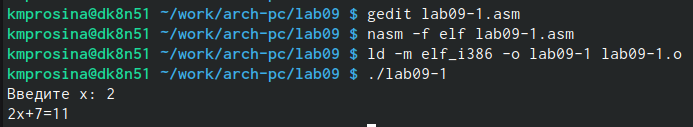 kmprosina@dk8n51 ~/work/arch-pc/lab09 $ gedit lab09-1.asm
kmprosina@dk8n51 ~/work/arch-pc/lab09 $ nasm -f elf lab09-1.asm
kmprosina@dk8n51 ~/work/arch-pc/lab09 $ ld -m elf_i386 -o lab09-1 lab09-1.o
kmprosina@dk8n51 ~/work/arch-pc/lab09 $ ./lab09-1
Введите x: 2
2x+7=11